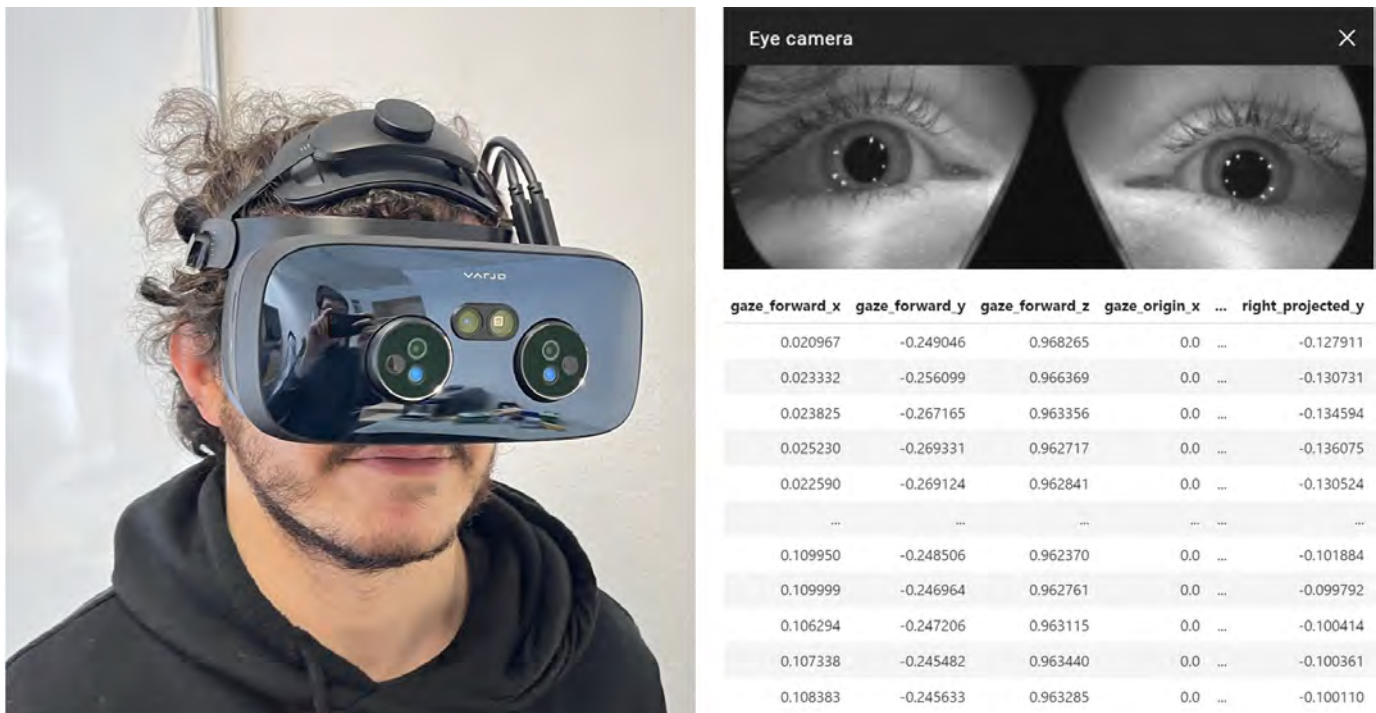 VARJO
Eye camera
gaze_forward_x gaze_forward_y gaze_forward_z gaze_origin_x ... right_projected_y
0.020967 -0.249046 0.968265 0.0 ... -0.127911
0.023332 -0.256099 0.966369 0.0 ... -0.130731
0.023825 -0.267165 0.963356 0.0 ... -0.134594
0.025230 -0.269331 0.962717 0.0 ... -0.136075
0.022590 -0.269124 0.962841 0.0 ... -0.130524
... ... ... ... ... ...
0.109950 -0.248506 0.962370 0.0 ... -0.101884
0.109999 -0.246964 0.962761 0.0 ... -0.099792
0.106294 -0.247206 0.963115 0.0 ... -0.100414
0.107338 -0.245482 0.963440 0.0 ... -0.100361
0.108383 -0.245633 0.963285 0.0 ... -0.100110